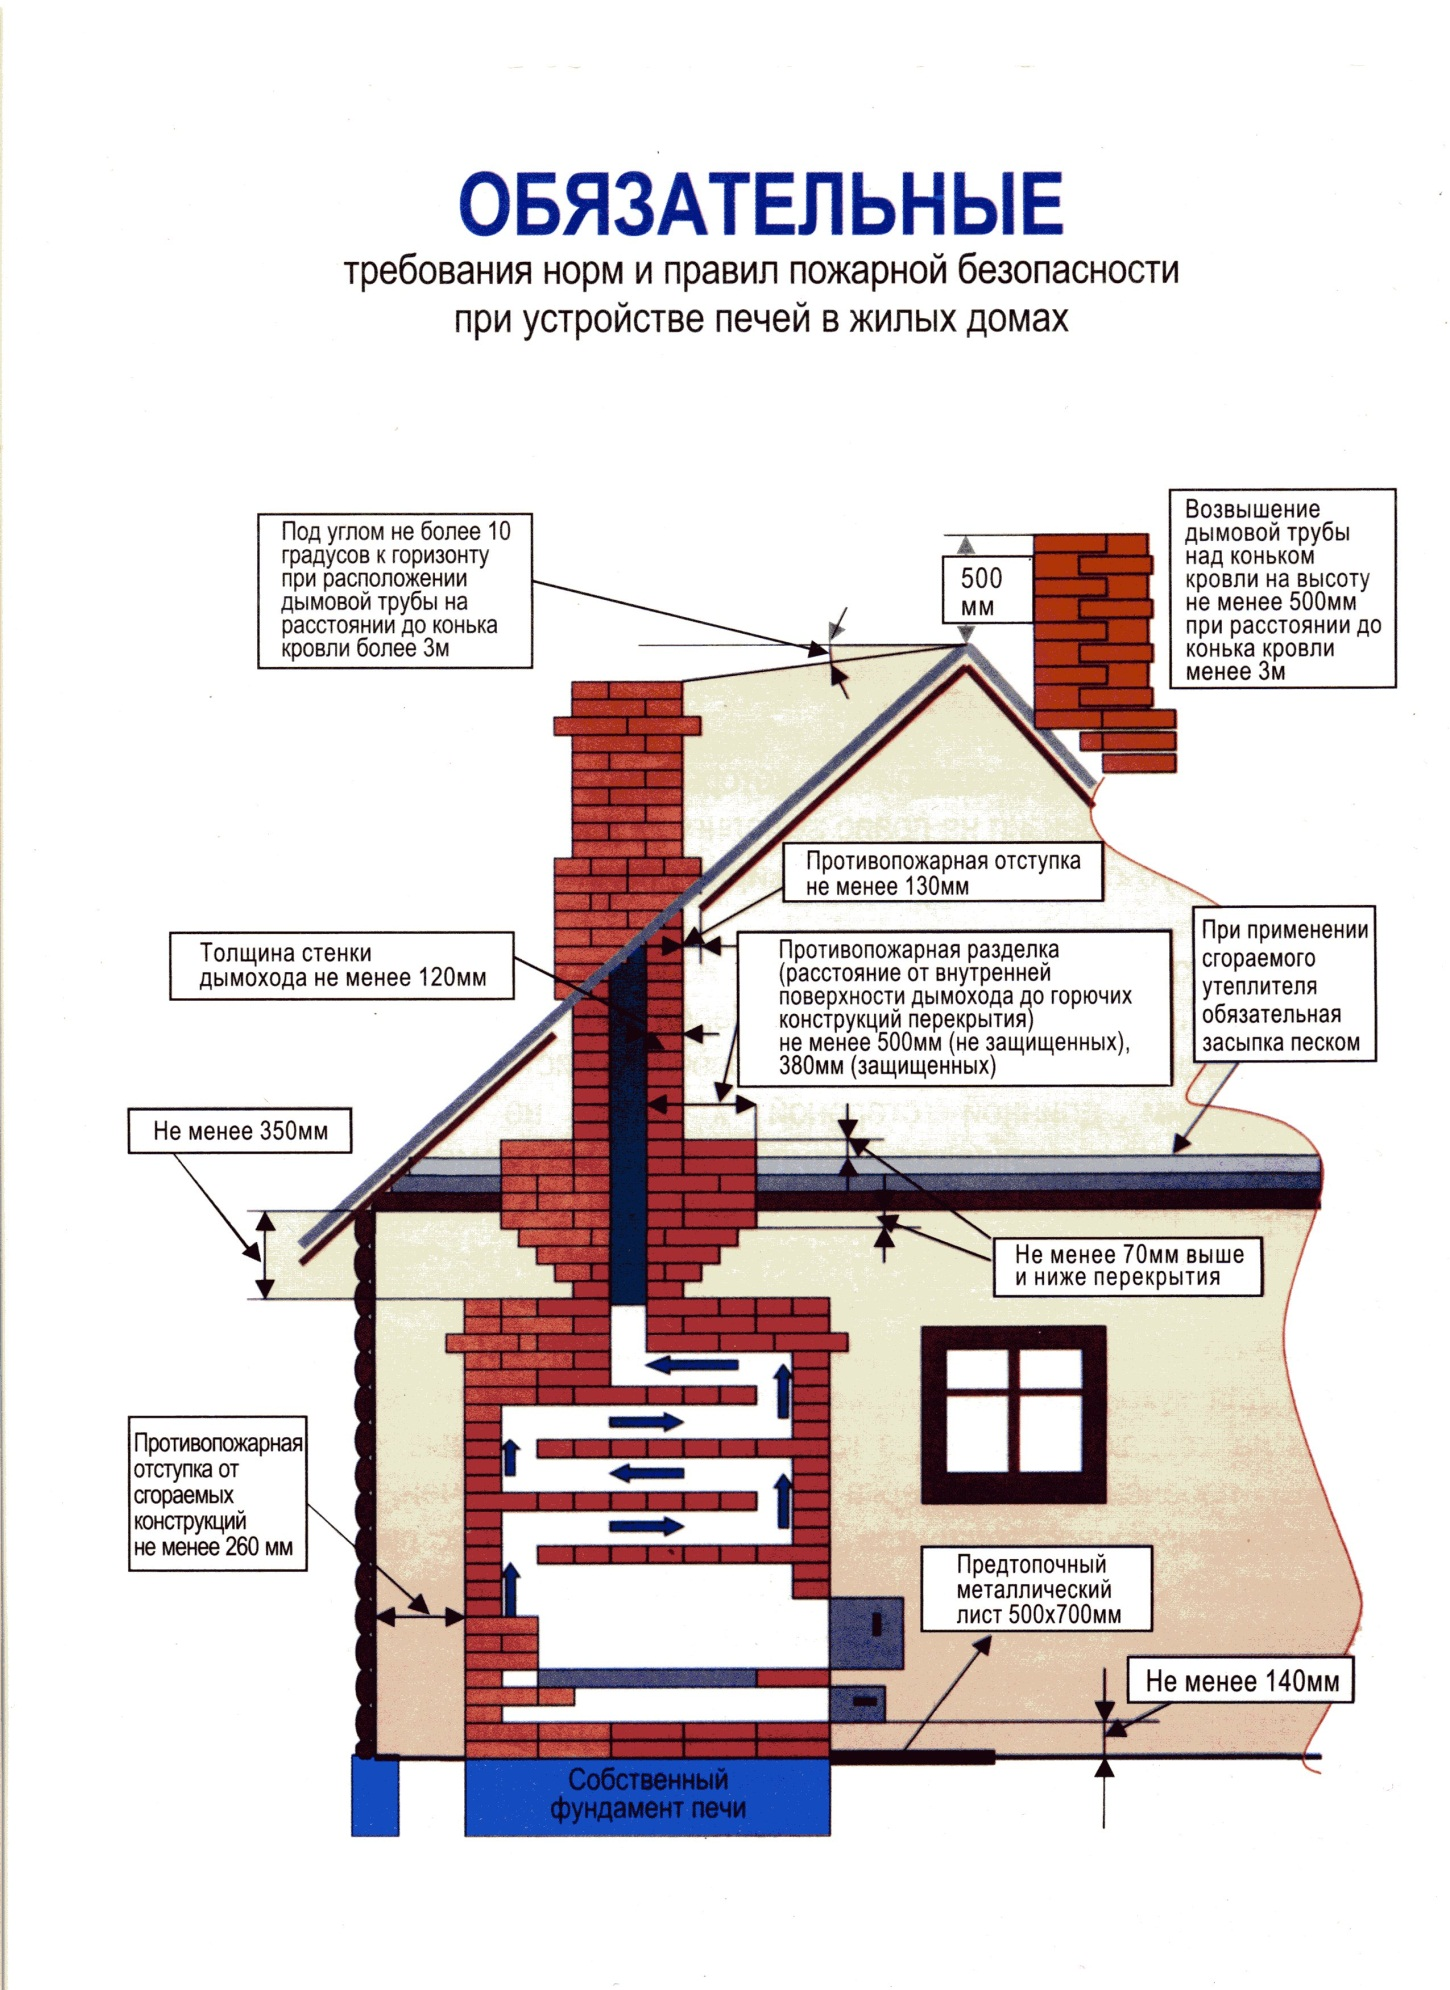 ОБЯЗАТЕЛЬНЫЕ
требования норм и правил пожарной безопасности
при устройстве печей в жилых домах
Под углом не более 10
градусов к горизонту
при расположении
дымовой трубы на
расстоянии до конька
кровли более 3м
500
мм
Возвышение
дымовой трубы
над коньком
кровли на высоту
не менее 500мм
при расстоянии до
конька кровли
менее 3м
Противопожарная отступка
не менее 130мм
Толщина стенки
дымохода не менее 120мм
Противопожарная разделка
(расстояние от внутренней
поверхности дымохода до горючих
конструкций перекрытия)
не менее 500мм (не защищенных),
380мм (защищенных)
При применении
сгораемого
утеплителя
обязательная
засыпка песком
Не менее 350мм
Не менее 70мм выше
и ниже перекрытия
Противопожарная
отступка от
сгораемых
конструкций
не менее 260 мм
Предтопочный
металлический
лист 500х700мм
Не менее 140мм
Собственный
фундамент печи